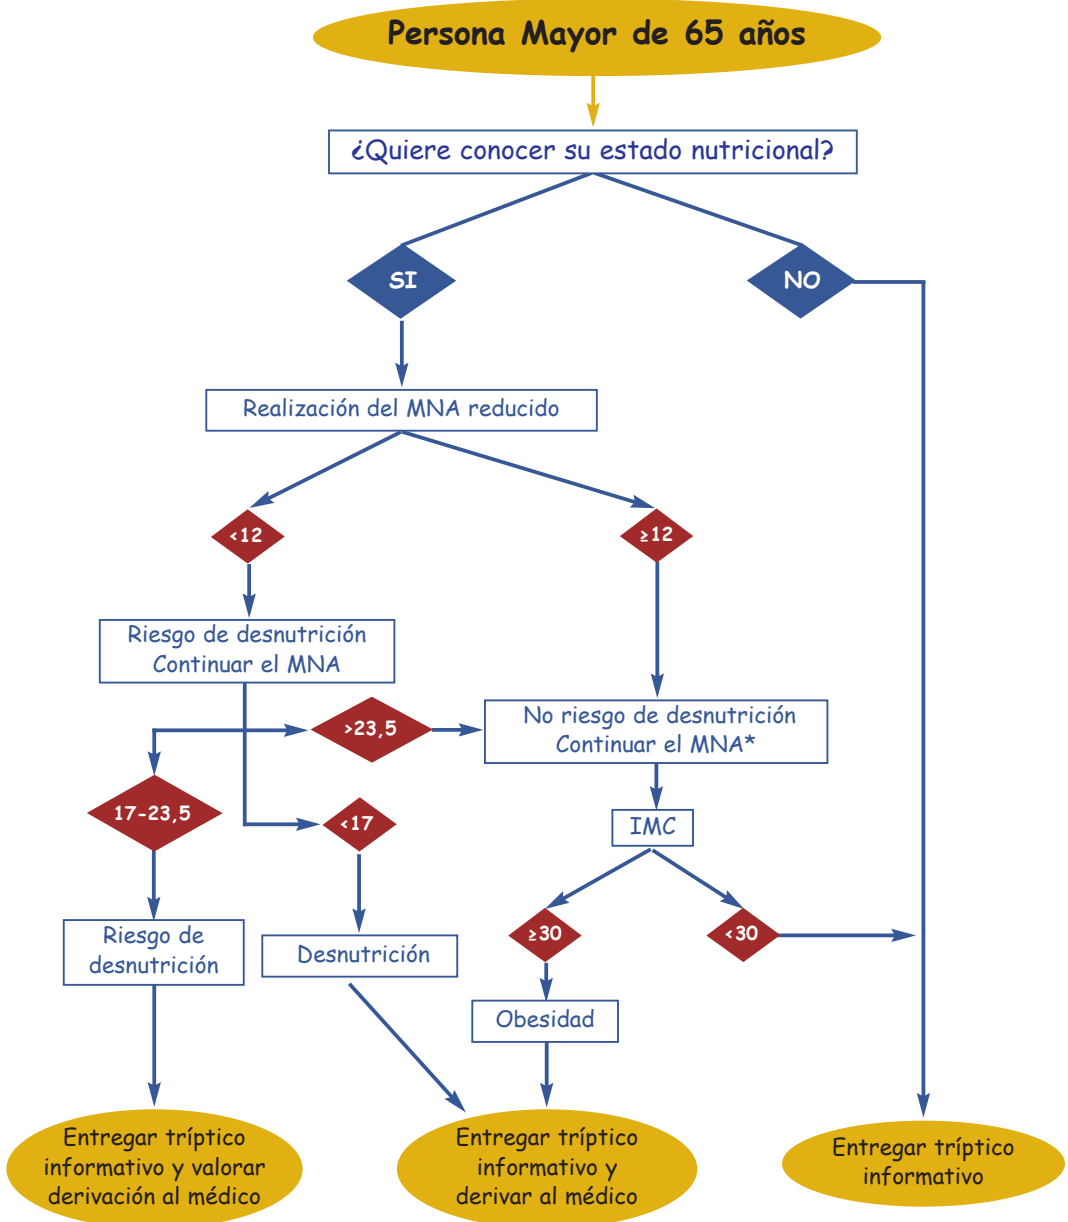 Persona Mayor de 65 años
¿Quiere conocer su estado nutricional?
SI
NO
Realización del MNA reducido
<12
≥12
Riesgo de desnutrición
Continuar el MNA
>23,5
No riesgo de desnutrición
Continuar el MNA*
17-23,5
<17
IMC
≥30
<30
Riesgo de
desnutrición
Desnutrición
Obesidad
Entregar tríptico
informativo y valorar
derivación al médico
Entregar tríptico
informativo y
derivar al médico
Entregar tríptico
informativo